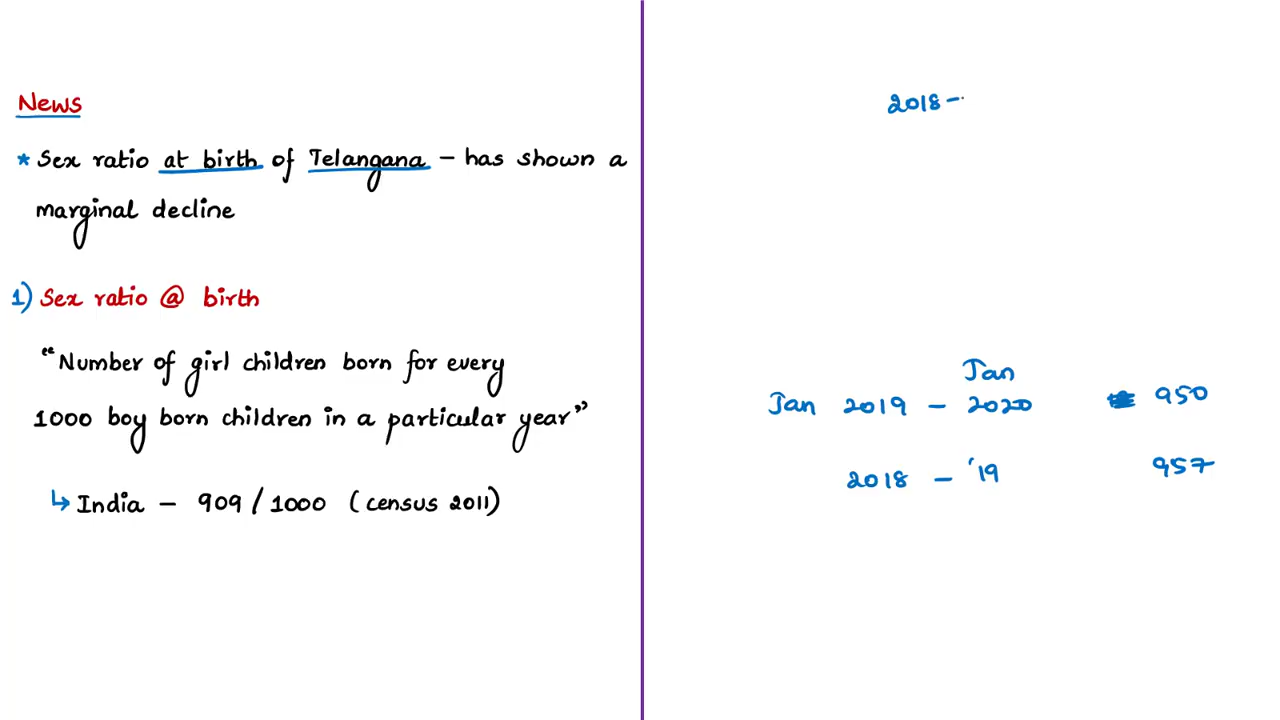 News
* Sex ratio at birth of Telangana - has shown a
marginal decline
1) Sex ratio @ birth
"Number of girl children born for every
1000 boy born children in a particular year"
↳ India - 909 / 1000 (census 2011)
2018 -
Jan
Jan 2019 - 2020 950
2018 - '19 957